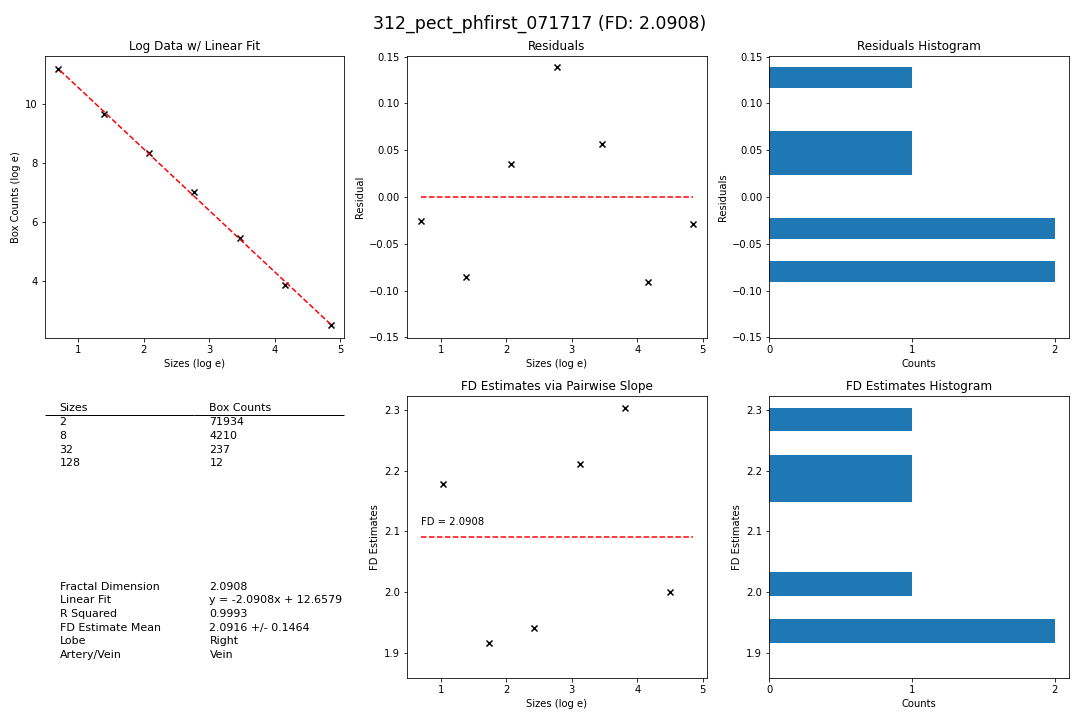 312_pect_phfirst_071717 (FD: 2.0908)
Log Data w/ Linear Fit
Box Counts (log e)
10
8
6
4
1 2 3 4 5
Sizes (log e)
Residuals
Residual
0.15
0.10
0.05
0.00
−0.05
−0.10
−0.15
1 2 3 4 5
Sizes (log e)
Residuals Histogram
Residuals
0.15
0.10
0.05
0.00
−0.05
−0.10
−0.15
0 1 2
Counts
Sizes Box Counts
2 71934
8 4210
32 237
128 12
Fractal Dimension 2.0908
Linear Fit y = -2.0908x + 12.6579
R Squared 0.9993
FD Estimate Mean 2.0916 +/- 0.1464
Lobe Right
Artery/Vein Vein
FD Estimates via Pairwise Slope
FD Estimates
2.3
2.2
2.1
2.0
1.9
FD = 2.0908
1 2 3 4 5
Sizes (log e)
FD Estimates Histogram
FD Estimates
2.3
2.2
2.1
2.0
1.9
0 1 2
Counts